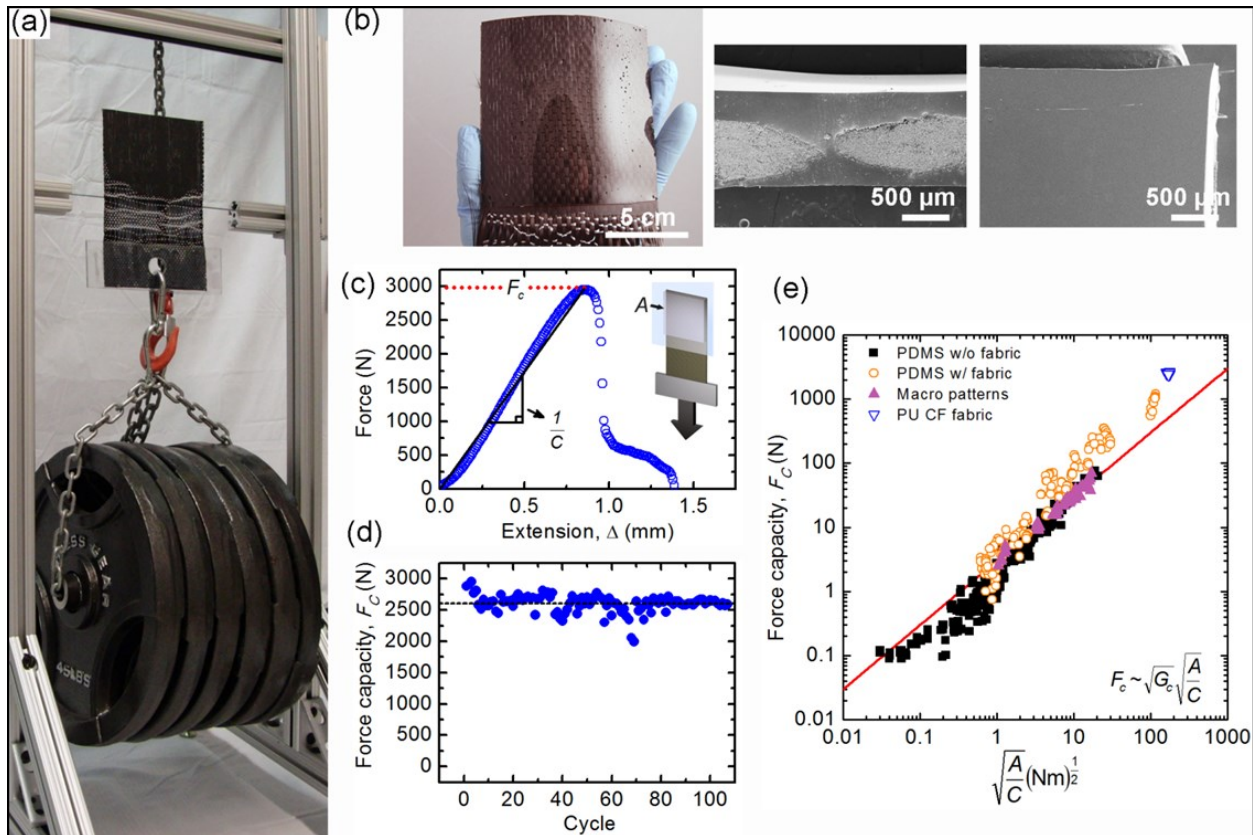 (a)
45LBS
(b)
5 cm
500 μm
500 μm
(c)
Force (N)
3000
2500
2000
1500
1000
500
0
F_c
1/C
A
0.0 0.5 1.0 1.5
Extension, Δ (mm)
(d)
Force capacity, F_C (N)
3000
2500
2000
1500
1000
500
0
0 20 40 60 80 100
Cycle
(e)
Force capacity, F_C (N)
10000
1000
100
10
1
0.1
0.01
PDMS w/o fabric
PDMS w/ fabric
Macro patterns
PU CF fabric
F_c ~ √G_c √(A/C)
0.01 0.1 1 10 100 1000
√(A/C) (Nm)^(1/2)